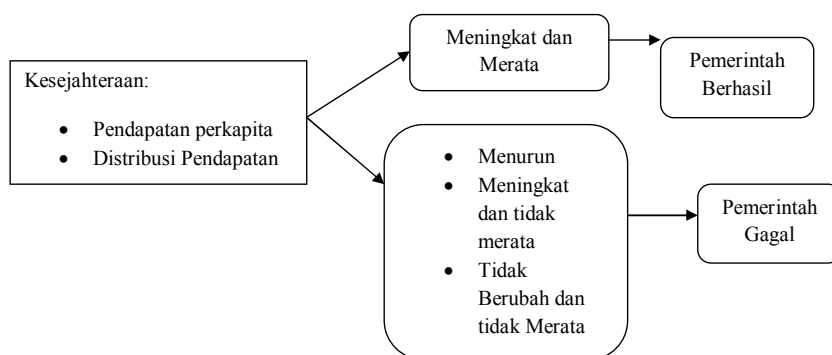 Kesejahteraan:
• Pendapatan perkapita
• Distribusi Pendapatan
Meningkat dan
Merata
Pemerintah
Berhasil
• Menurun
• Meningkat
dan tidak
merata
• Tidak
Berubah dan
tidak Merata
Pemerintah
Gagal